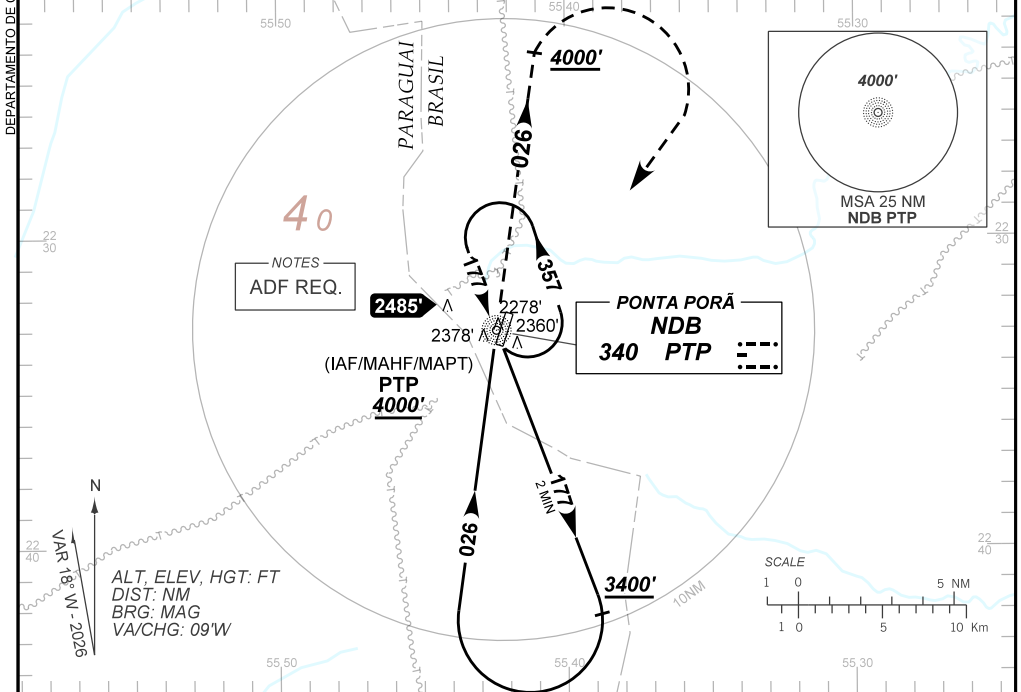 DEPARTAMENTO DE
55 50
55 40
55 30
PARAGUAI
BRASIL
4000'
4000'
MSA 25 NM
NDB PTP
026
4 0
22
30
22
30
NOTES
ADF REQ.
177
357
2485'
2278'
2378'
2360'
PONTA PORÃ
NDB
340 PTP
(IAF/MAHF/MAPT)
PTP
4000'
N
VAR 18° W - 2026
22
40
ALT, ELEV, HGT: FT
DIST: NM
BRG: MAG
VA/CHG: 09'W
026
177
2 MIN
3400'
10NM
22
40
SCALE
1 0 5 NM
1 0 5 10 Km
55 50
55 40
55 30